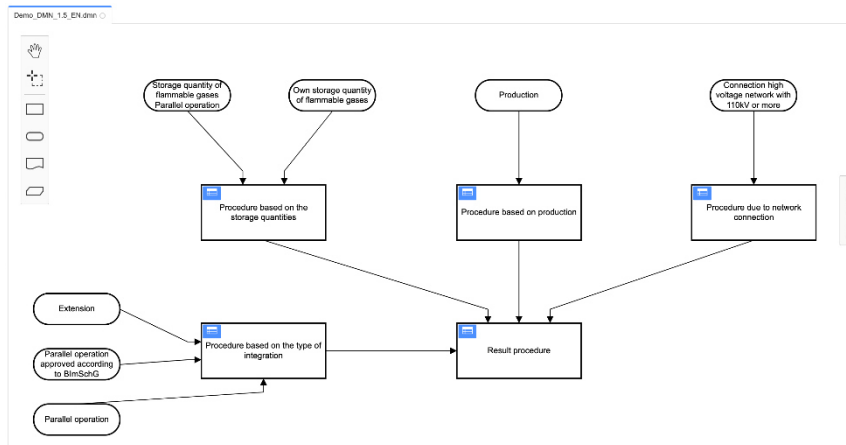 Demo_DMN_1.5_EN.dmn
Storage quantity of
flammable gases
Parallel operation
Own storage quantity
of flammable gases
Production
Connection high
voltage network with
110kV or more
Procedure based on the
storage quantities
Procedure based on production
Procedure due to network
connection
Extension
Parallel operation
approved according
to BImSchG
Parallel operation
Procedure based on the type of
integration
Result procedure